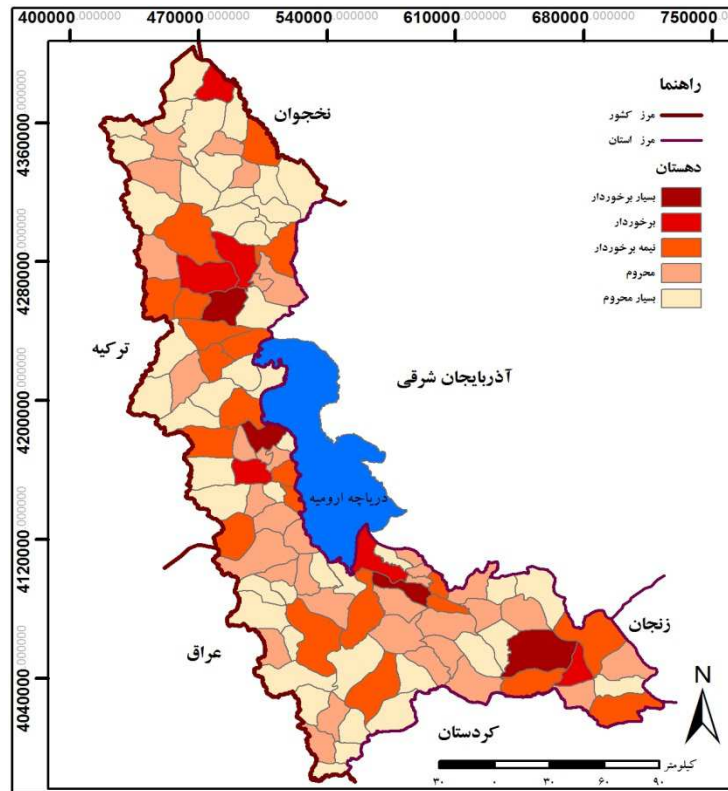 400000.000000 470000.000000 540000.000000 610000.000000 680000.000000 750000.000000
4360000.000000
4280000.000000
4200000.000000
4120000.000000
4040000.000000
راهنما
مرز کشور
مرز استان
دهستان
بسیار برخوردار
برخوردار
نیمه برخوردار
محروم
بسیار محروم
نخجوان
ترکیه
آذربایجان شرقی
دریاچه ارومیه
زنجان
عراق
کردستان
N
کیلومتر
۳۰ ۰ ۳۰ ۶۰ ۹۰